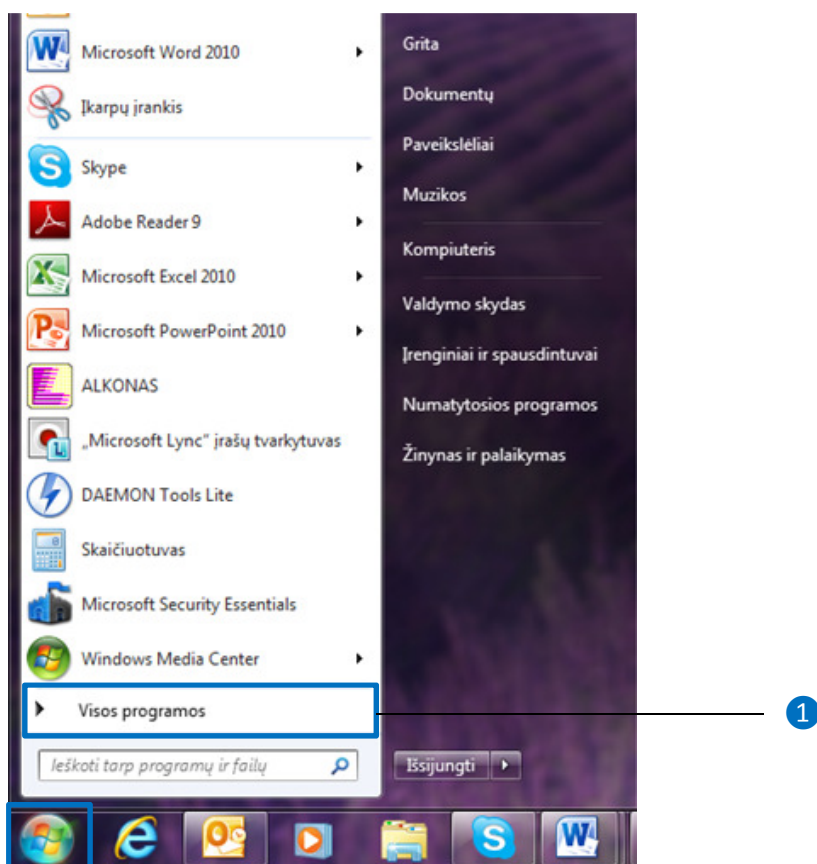 Microsoft Word 2010
Įkarpų įrankis
Skype
Adobe Reader 9
Microsoft Excel 2010
Microsoft PowerPoint 2010
ALKONAS
„Microsoft Lync“ įrašų tvarkytuvas
DAEMON Tools Lite
Skaičiuotuvas
Microsoft Security Essentials
Windows Media Center
Visos programos
Ieškoti tarp programų ir failų
Grita
Dokumentų
Paveikslėliai
Muzikos
Kompiuteris
Valdymo skydas
Įrenginiai ir spausdintuvai
Numatytosios programos
Žinynas ir palaikymas
Išsijungti
1